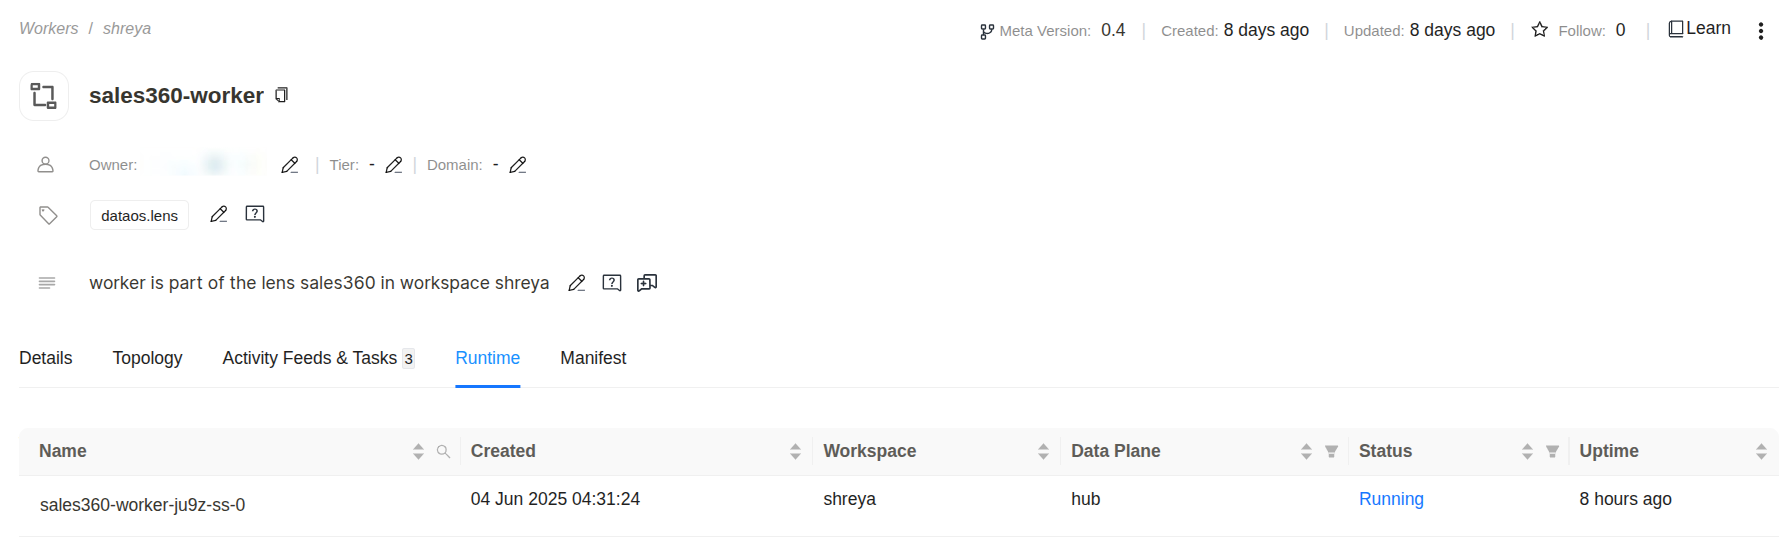 Workers / shreya
Meta Version: 0.4 | Created: 8 days ago | Updated: 8 days ago | Follow: 0 | Learn
sales360-worker
Owner: | Tier: - | Domain: -
dataos.lens
worker is part of the lens sales360 in workspace shreya
Details Topology Activity Feeds & Tasks 3 Runtime Manifest
Name Created Workspace Data Plane Status Uptime
sales360-worker-ju9z-ss-0 04 Jun 2025 04:31:24 shreya hub Running 8 hours ago